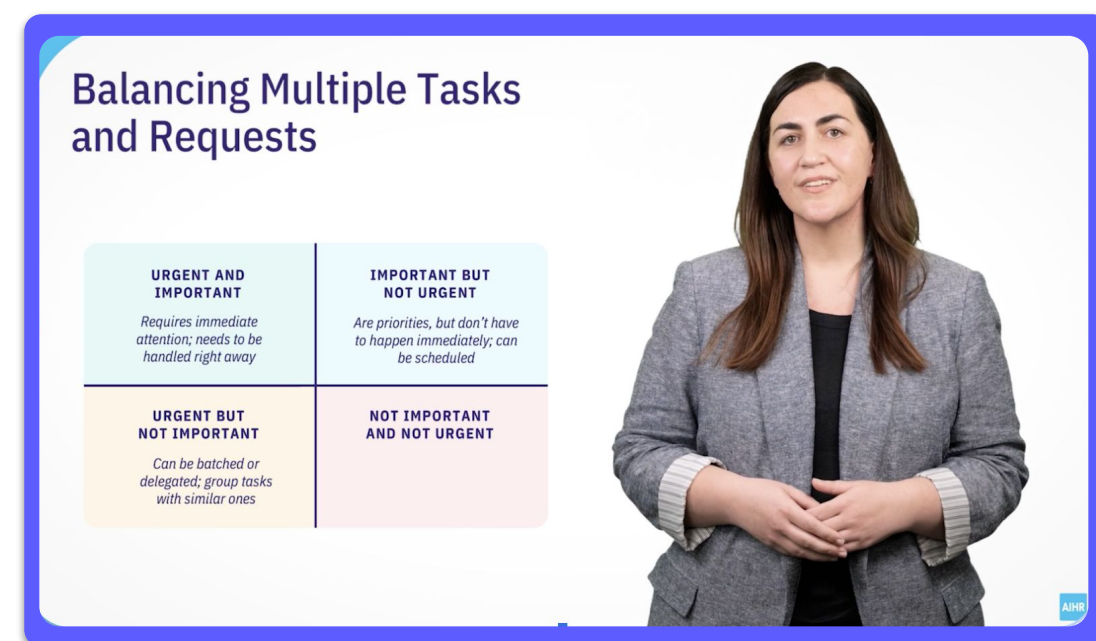 Balancing Multiple Tasks
and Requests
URGENT AND
IMPORTANT
Requires immediate
attention; needs to be
handled right away
IMPORTANT BUT
NOT URGENT
Are priorities, but don't have
to happen immediately; can
be scheduled
URGENT BUT
NOT IMPORTANT
Can be batched or
delegated; group tasks
with similar ones
NOT IMPORTANT
AND NOT URGENT
AIHR